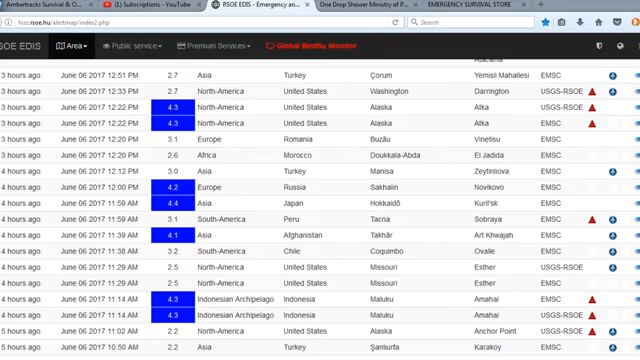 Ambertracks Survival & O... Subscriptions - YouTube RSOE EDIS - Emergency an... One Drop Shower Ministry of P... EMERGENCY SURVIVAL STORE
hisz.rsoe.hu/alertmap/index2.php Search
RSOE EDIS Area Public service Premium Services Global Birdflu Monitor
Atacama
3 hours ago. June 06 2017 12:51 PM 2.7 Asia Turkey Çorum Yemisli Mahallesi EMSC
3 hours ago. June 06 2017 12:33 PM 2.7 North-America United States Washington Darrington USGS-RSOE
3 hours ago. June 06 2017 12:22 PM 4.3 North-America United States Alaska Atka USGS-RSOE
3 hours ago. June 06 2017 12:22 PM 4.3 North-America United States Alaska Atka EMSC
3 hours ago. June 06 2017 12:20 PM 3.1 Europe Romania Buzău Vinetisu EMSC
3 hours ago. June 06 2017 12:20 PM 2.6 Africa Morocco Doukkala-Abda El Jadida EMSC
4 hours ago. June 06 2017 12:12 PM 3.0 Asia Turkey Manisa Zeytinliova EMSC
4 hours ago. June 06 2017 12:00 PM 4.2 Europe Russia Sakhalin Novikovo EMSC
4 hours ago. June 06 2017 11:59 AM 4.4 Asia Japan Hokkaidō Kuril'sk EMSC
4 hours ago. June 06 2017 11:59 AM 3.1 South-America Peru Tacna Sobraya EMSC
4 hours ago. June 06 2017 11:39 AM 4.1 Asia Afghanistan Takhār Art Khwajah EMSC
4 hours ago. June 06 2017 11:38 AM 3.2 South-America Chile Coquimbo Ovalle EMSC
4 hours ago. June 06 2017 11:29 AM 2.5 North-America United States Missouri Esther USGS-RSOE
4 hours ago. June 06 2017 11:29 AM 2.5 North-America United States Missouri Esther EMSC
4 hours ago. June 06 2017 11:14 AM 4.3 Indonesian Archipelago Indonesia Maluku Amahai EMSC
4 hours ago. June 06 2017 11:14 AM 4.3 Indonesian Archipelago Indonesia Maluku Amahai USGS-RSOE
5 hours ago. June 06 2017 11:02 AM 2.2 North-America United States Alaska Anchor Point USGS-RSOE
5 hours ago. June 06 2017 10:50 AM 2.2 Asia Turkey Şanlıurfa Karakoy EMSC